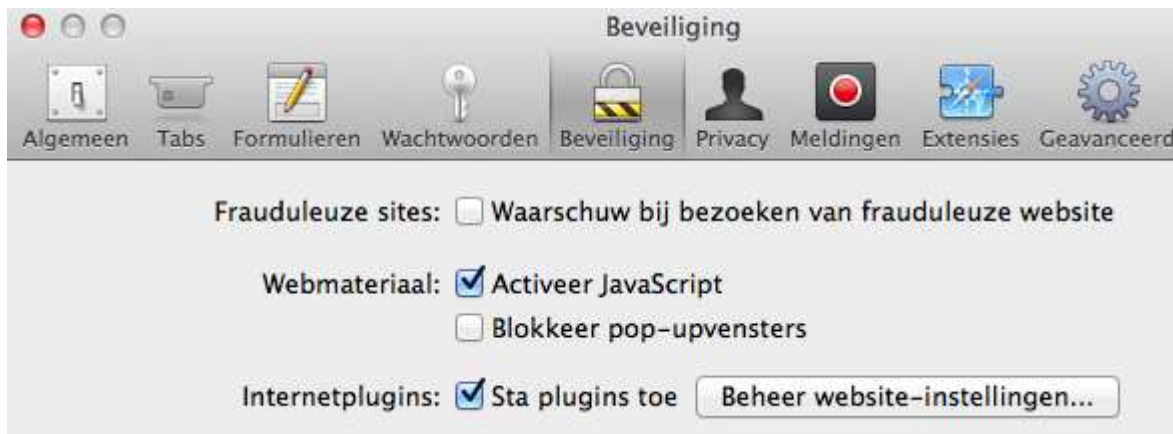 Beveiliging
Algemeen Tabs Formulieren Wachtwoorden Beveiliging Privacy Meldingen Extensies Geavanceerd
Frauduleuze sites: Waarschuw bij bezoeken van frauduleuze website
Webmateriaal: Activeer JavaScript
Blokkeer pop-upvensters
Internetplugins: Sta plugins toe Beheer website-instellingen...